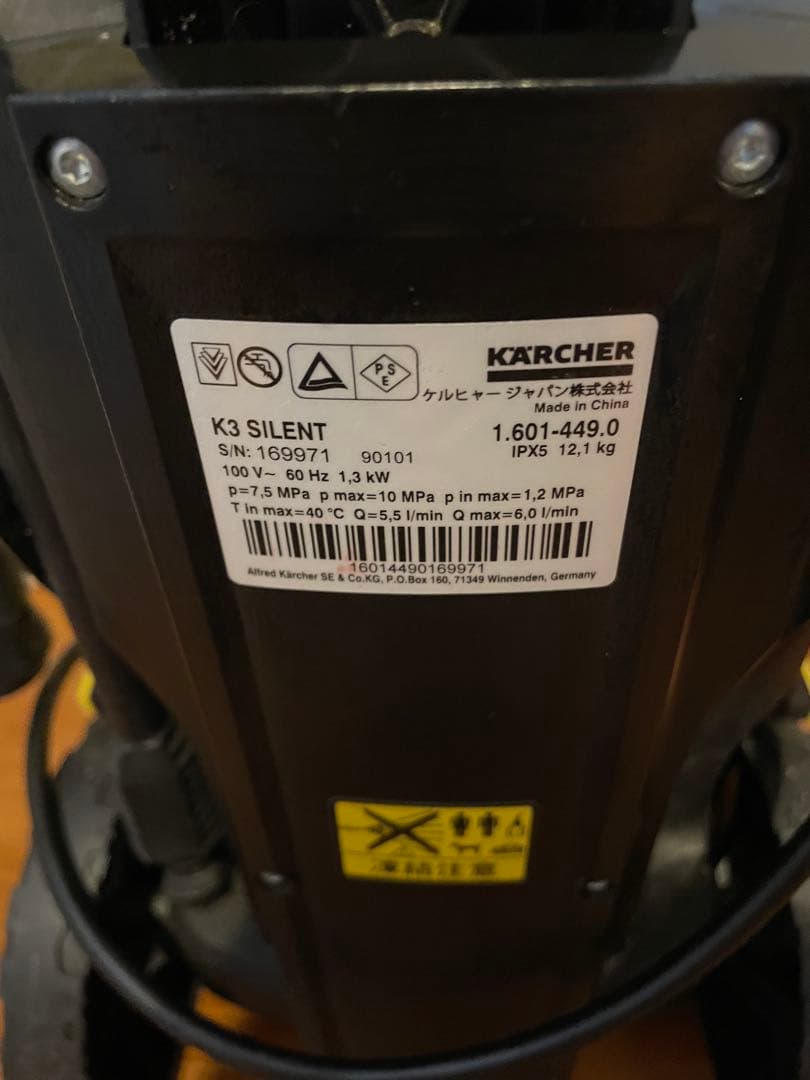 KÄRCHER
PS
E
ケルヒャー ジャパン株式会社
Made in China
K3 SILENT
1.601-449.0
S/N: 169971 90101
IPX5 12,1 kg
100 V~ 60 Hz 1,3 kW
p=7,5 MPa p max=10 MPa p in max=1,2 MPa
T in max=40 °C Q=5,5 l/min Q max=6,0 l/min
16014490169971
Alfred Kärcher SE & Co.KG, P.O.Box 160, 71349 Winnenden, Germany
凍結注意